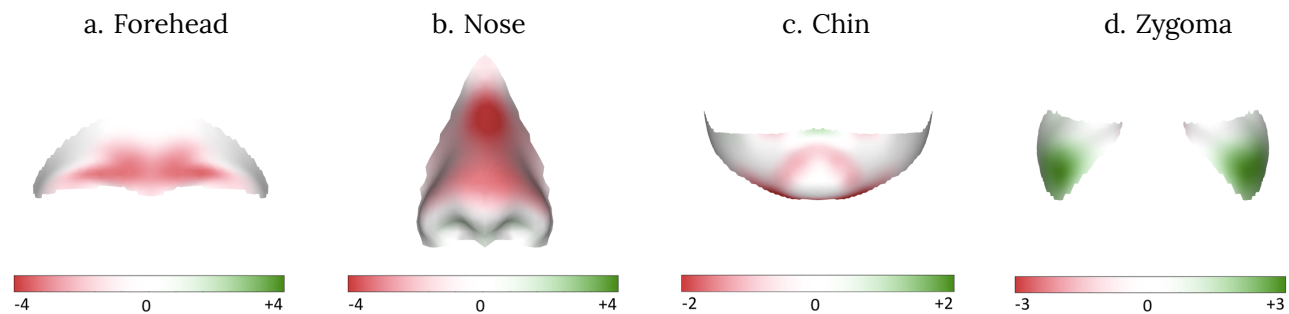 a. Forehead
b. Nose
c. Chin
d. Zygoma
-4 0 +4
-4 0 +4
-2 0 +2
-3 0 +3